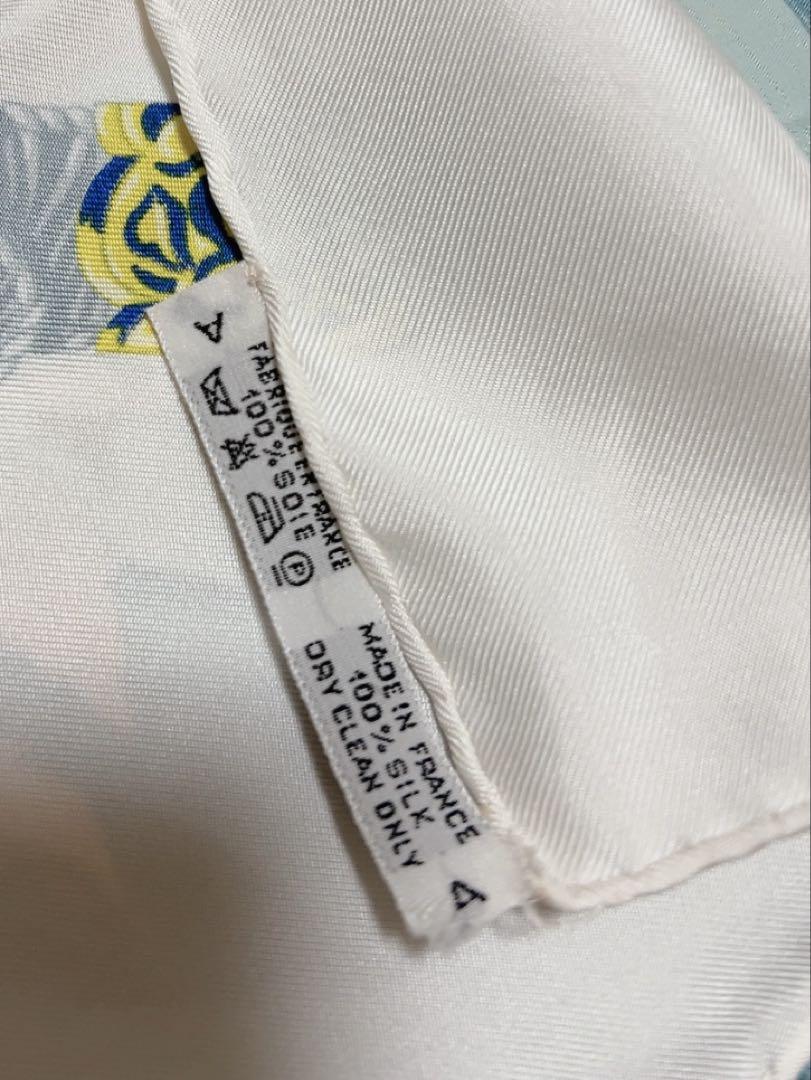 A
FABRIQUE EN FRANCE
100% SOIE
P
MADE IN FRANCE
100% SILK
DRY CLEAN ONLY
A